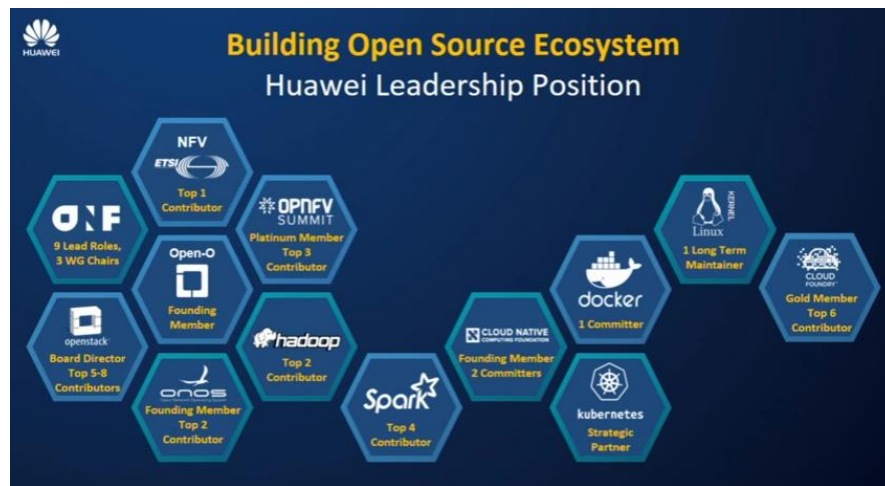 HUAWEI
Building Open Source Ecosystem
Huawei Leadership Position
NFV
ETSI
Top 1
Contributor
ONF
9 Lead Roles,
3 WG Chairs
OPNFV
SUMMIT
Platinum Member
Top 3
Contributor
Open-O
Founding
Member
openstack
Board Director
Top 5-8
Contributors
onos
Founding Member
Top 2
Contributor
hadoop
Top 2
Contributor
Spark
Top 4
Contributor
CLOUD NATIVE
COMPUTING FOUNDATION
Founding Member
2 Committers
docker
1 Committer
kubernetes
Strategic
Partner
Linux
KERNEL
1 Long Term
Maintainer
CLOUD
FOUNDRY
Gold Member
Top 6
Contributor